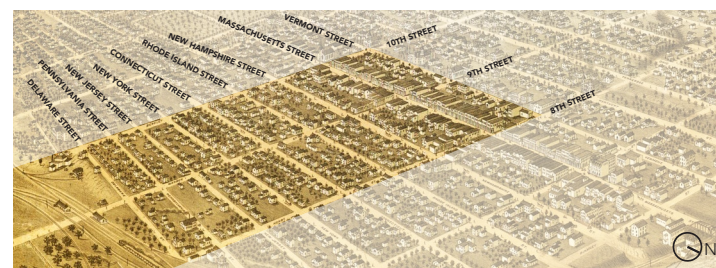 VERMONT STREET
MASSACHUSETTS STREET
NEW HAMPSHIRE STREET
RHODE ISLAND STREET
CONNECTICUT STREET
NEW YORK STREET
NEW JERSEY STREET
PENNSYLVANIA STREET
DELAWARE STREET
10TH STREET
9TH STREET
8TH STREET
N